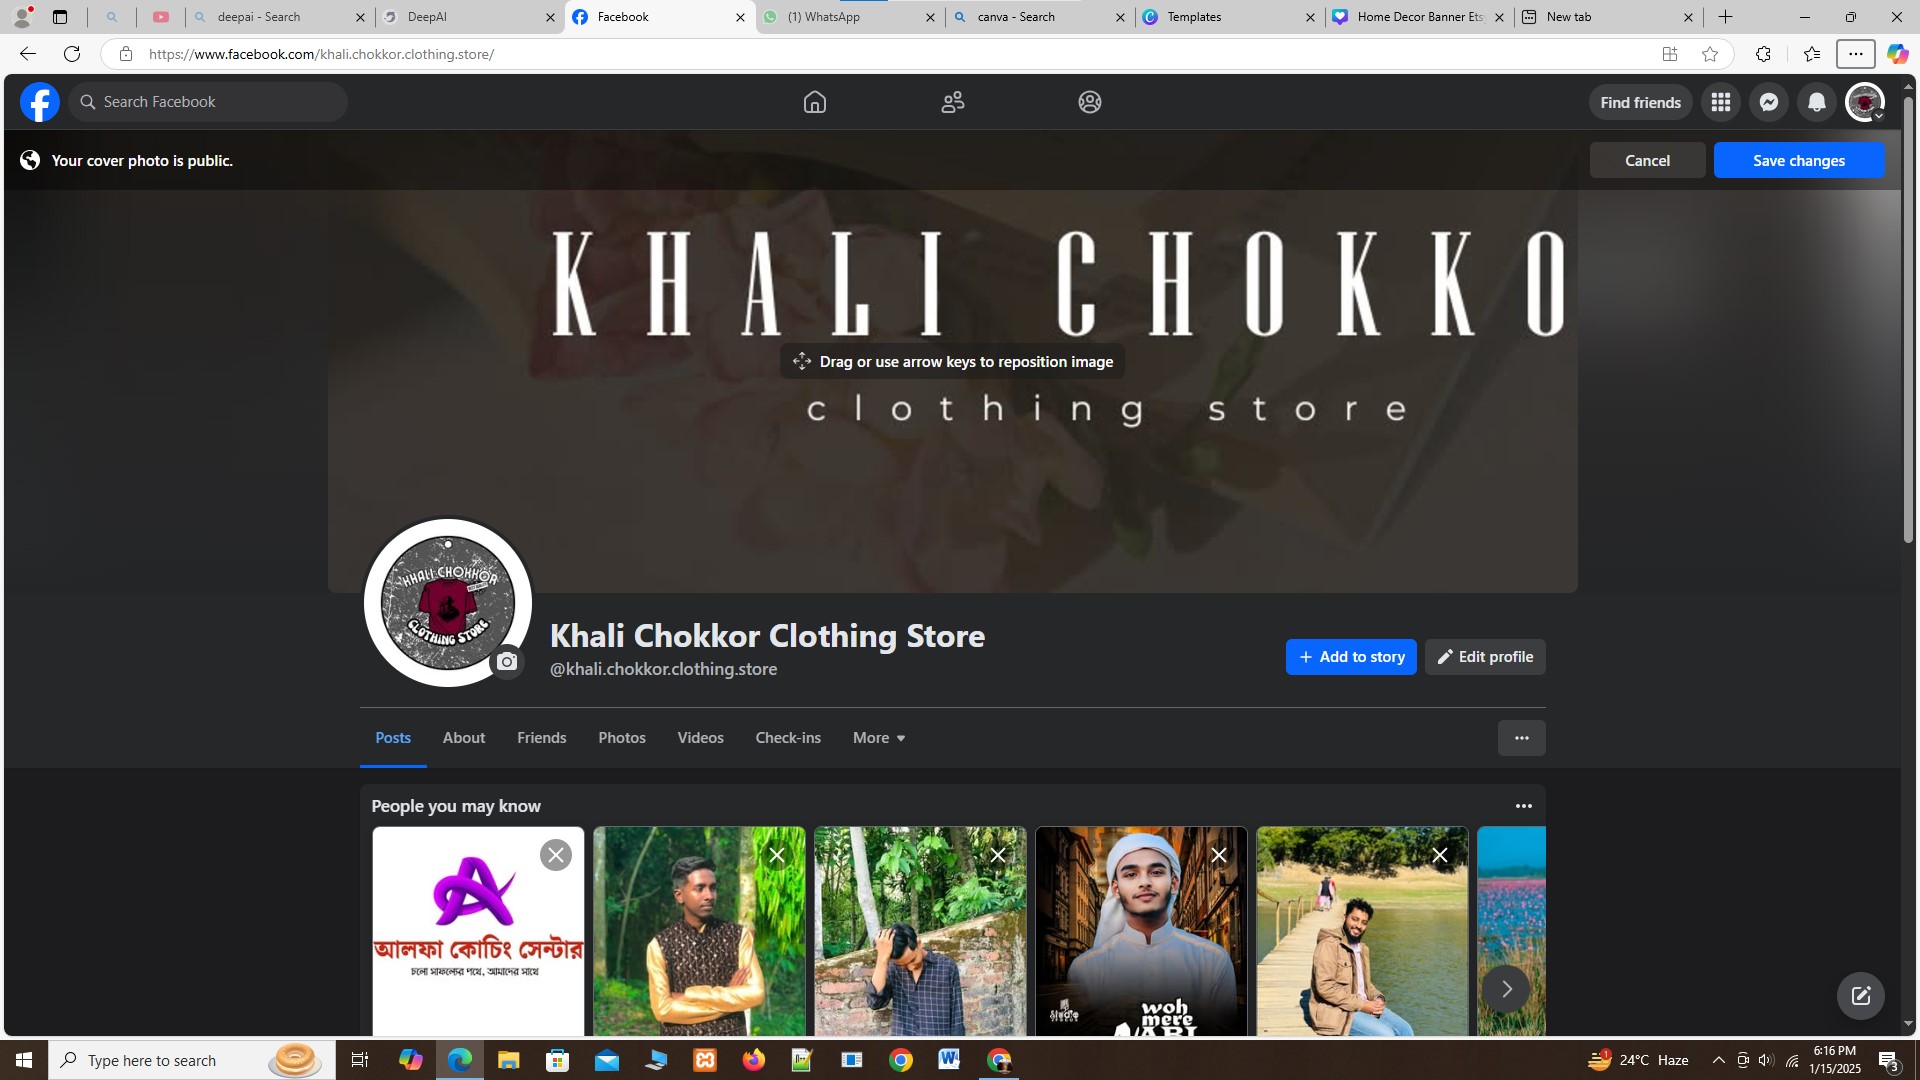 deepai - Search
DeepAI
Facebook
(1) WhatsApp
canva - Search
Templates
Home Decor Banner Ets
New tab
https://www.facebook.com/khali.chokkor.clothing.store/
Search Facebook
Find friends
Your cover photo is public.
Cancel
Save changes
KHALI CHOKKO
Drag or use arrow keys to reposition image
clothing store
KHALI CHOKKOR
CLOTHING STORE
Khali Chokkor Clothing Store
@khali.chokkor.clothing.store
+ Add to story
Edit profile
Posts
About
Friends
Photos
Videos
Check-ins
More
People you may know
আলফা কোচিং সেন্টার
চলো সাফল্যের পথে, আমাদের সাথে
woh
mere
Type here to search
24°C Haze
6:16 PM
1/15/2025
3